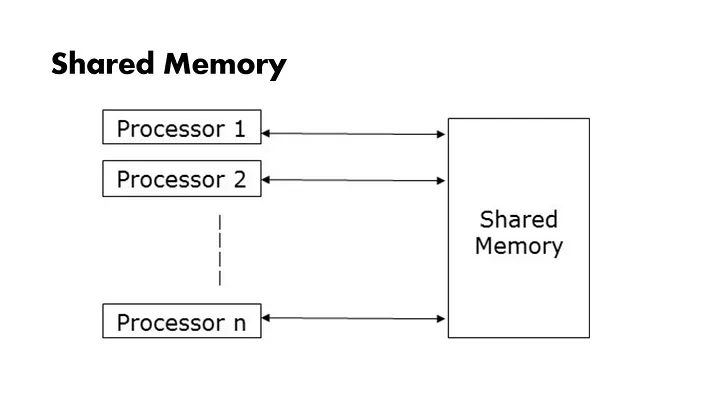 Shared Memory
Processor 1
Processor 2
Processor n
Shared
Memory